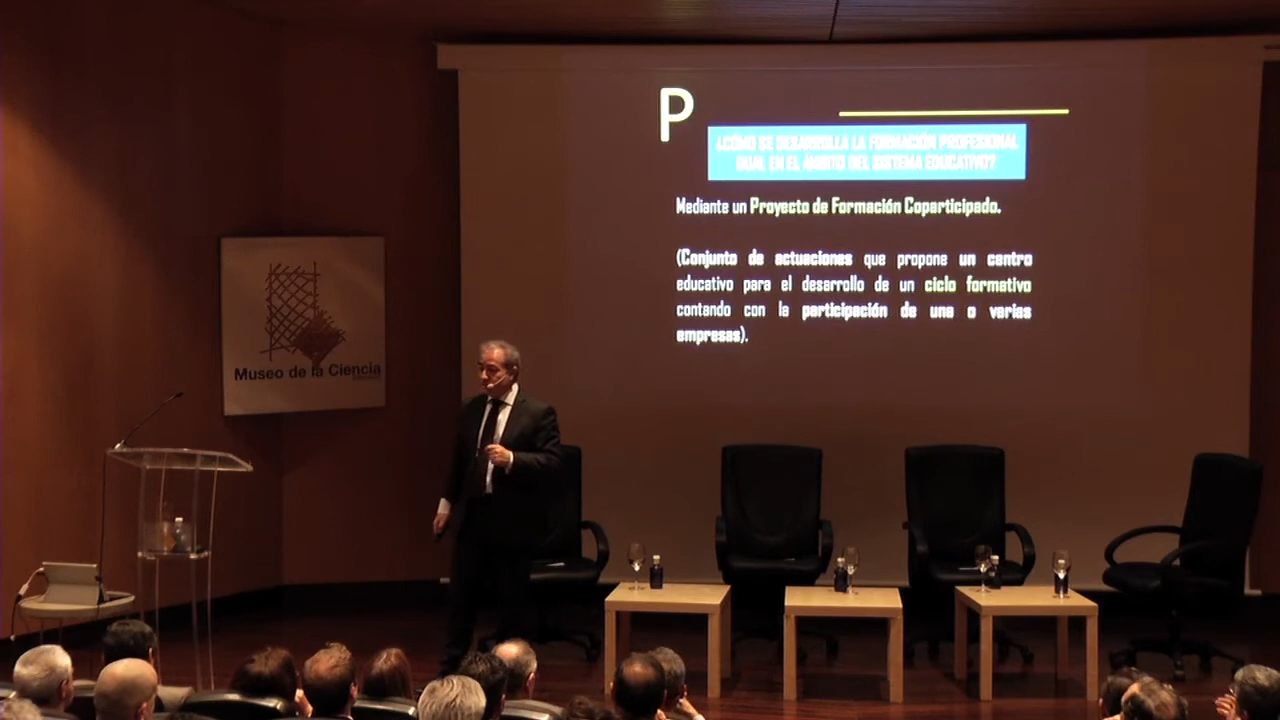 P
¿CÓMO SE DESARROLLA LA FORMACIÓN PROFESIONAL
DUAL EN EL ÁMBITO DEL SISTEMA EDUCATIVO?
Mediante un Proyecto de Formación Coparticipado.
(Conjunto de actuaciones que propone un centro
educativo para el desarrollo de un ciclo formativo
contando con la participación de una o varias
empresas).
Museo de la Ciencia